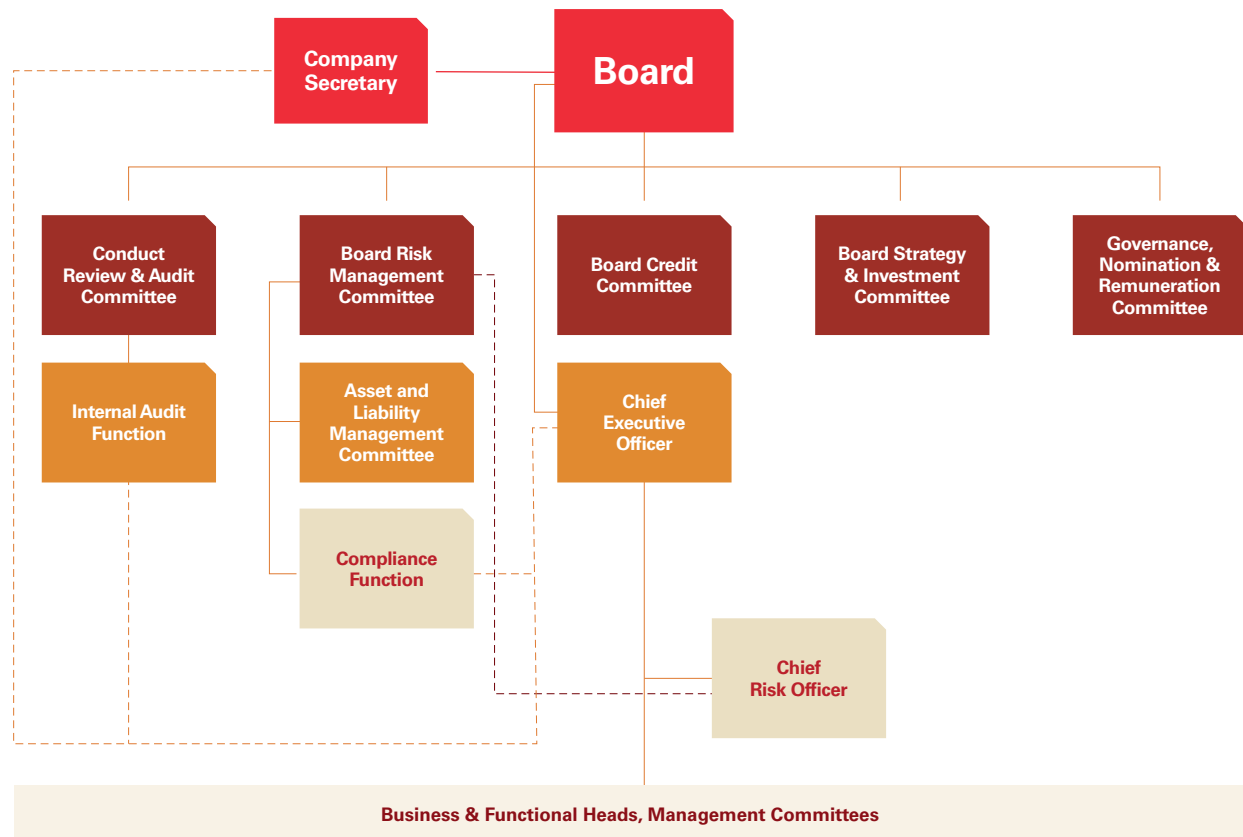 Company
Secretary
Board
Conduct
Review & Audit
Committee
Board Risk
Management
Committee
Board Credit
Committee
Board Strategy
& Investment
Committee
Governance,
Nomination &
Remuneration
Committee
Internal Audit
Function
Asset and
Liability
Management
Committee
Chief
Executive
Officer
Compliance
Function
Chief
Risk Officer
Business & Functional Heads, Management Committees